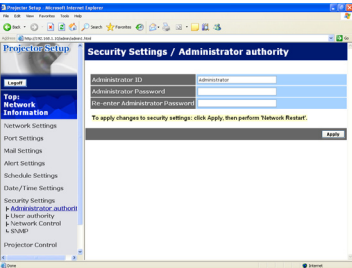 Projector Setup - Microsoft Internet Explorer
File Edit View Favorites Tools Help
Back Search Favorites
Address
Go
Projector Setup
Logoff
Top:
Network
Information
Network Settings
Port Settings
Mail Settings
Alert Settings
Schedule Settings
Date/Time Settings
Security Settings
Administrator authorit
User authority
Network Control
SNMP
Projector Control
Security Settings / Administrator authority
Administrator ID Administrator
Administrator Password
Re-enter Administrator Password
To apply changes to security settings: click Apply, then perform 'Network Restart'.
Apply
Done Internet